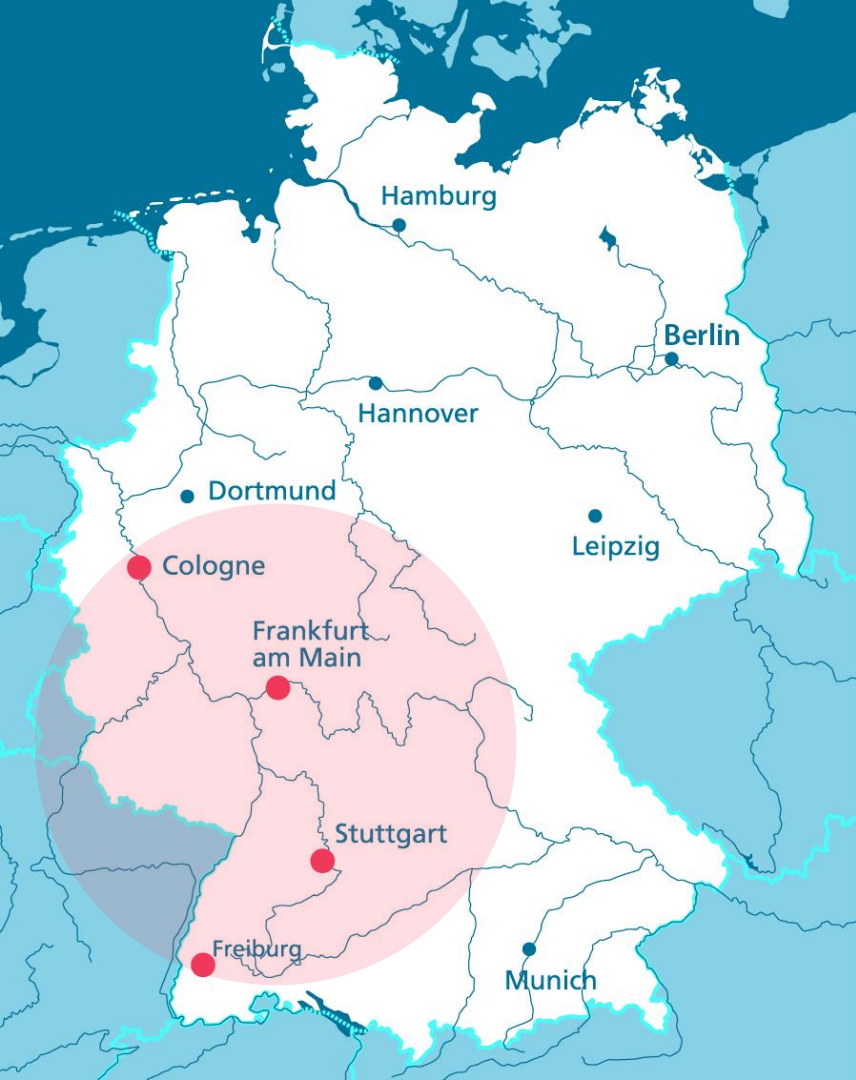 Hamburg
Berlin
Hannover
Dortmund
Leipzig
Cologne
Frankfurt
am Main
Stuttgart
Freiburg
Munich